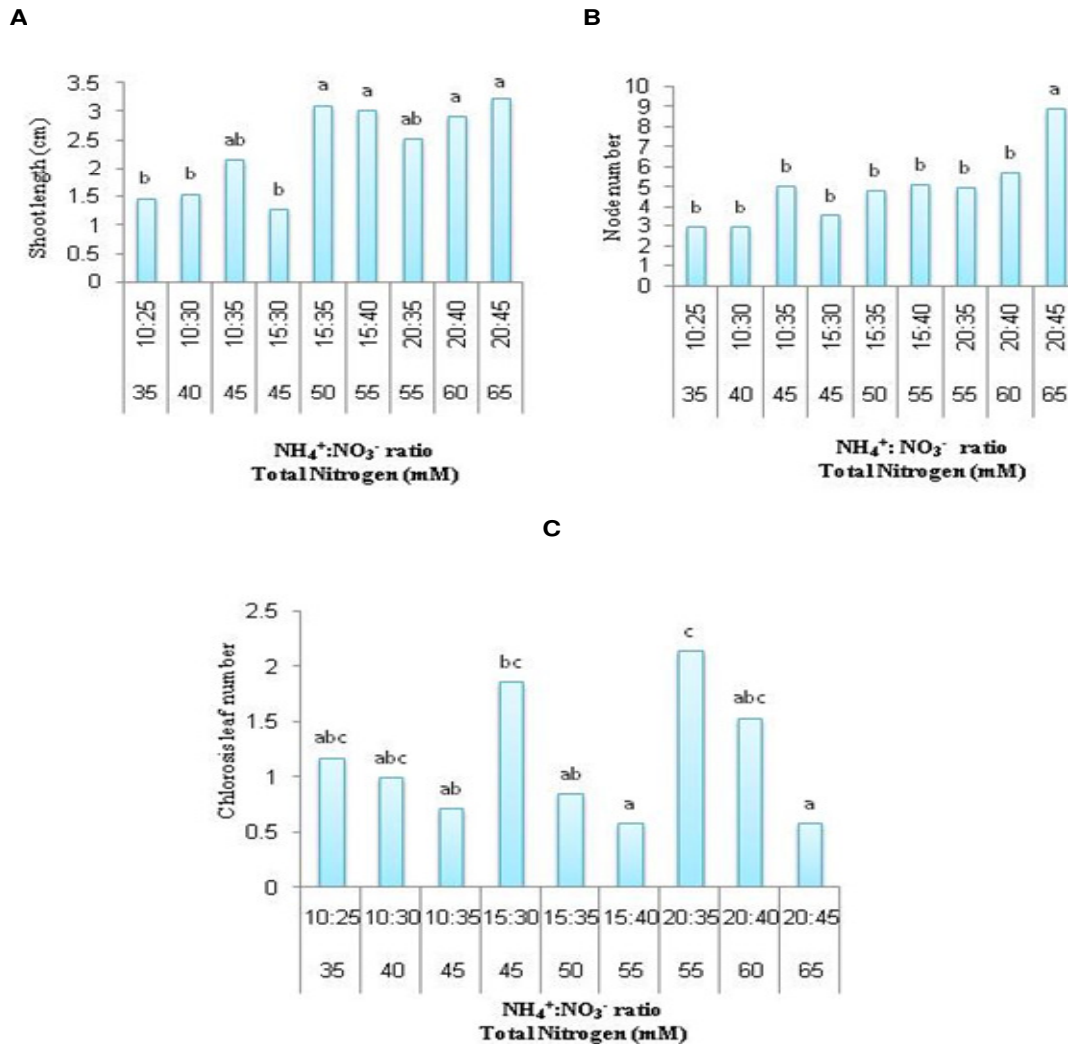 A
3.5
3
2.5
2
1.5
1
0.5
0
Shoot length (cm)
b b ab b a a ab a a
10:25 10:30 10:35 15:30 15:35 15:40 20:35 20:40 20:45
35 40 45 45 50 55 55 60 65
NH₄⁺:NO₃⁻ ratio
Total Nitrogen (mM)
B
10
9
8
7
6
5
4
3
2
1
0
Node number
b b b b b b b b a
10:25 10:30 10:35 15:30 15:35 15:40 20:35 20:40 20:45
35 40 45 45 50 55 55 60 65
NH₄⁺: NO₃⁻ ratio
Total Nitrogen (mM)
C
2.5
2
1.5
1
0.5
0
Chlorosis leaf number
abc abc ab bc ab a c abc a
10:25 10:30 10:35 15:30 15:35 15:40 20:35 20:40 20:45
35 40 45 45 50 55 55 60 65
NH₄⁺:NO₃⁻ ratio
Total Nitrogen (mM)